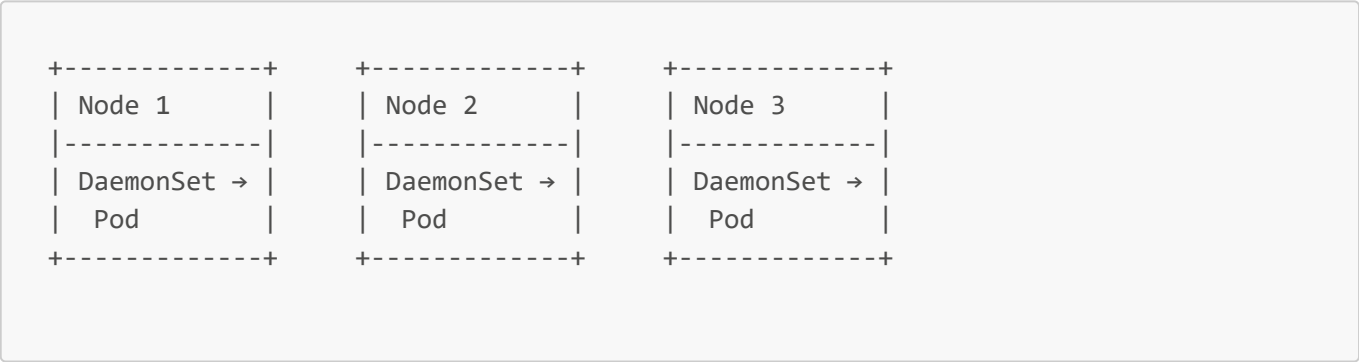 +-------------+     +-------------+     +-------------+
| Node 1      |     | Node 2      |     | Node 3      |
|-------------|     |-------------|     |-------------|
| DaemonSet → |     | DaemonSet → |     | DaemonSet → |
|  Pod        |     |  Pod        |     |  Pod        |
+-------------+     +-------------+     +-------------+